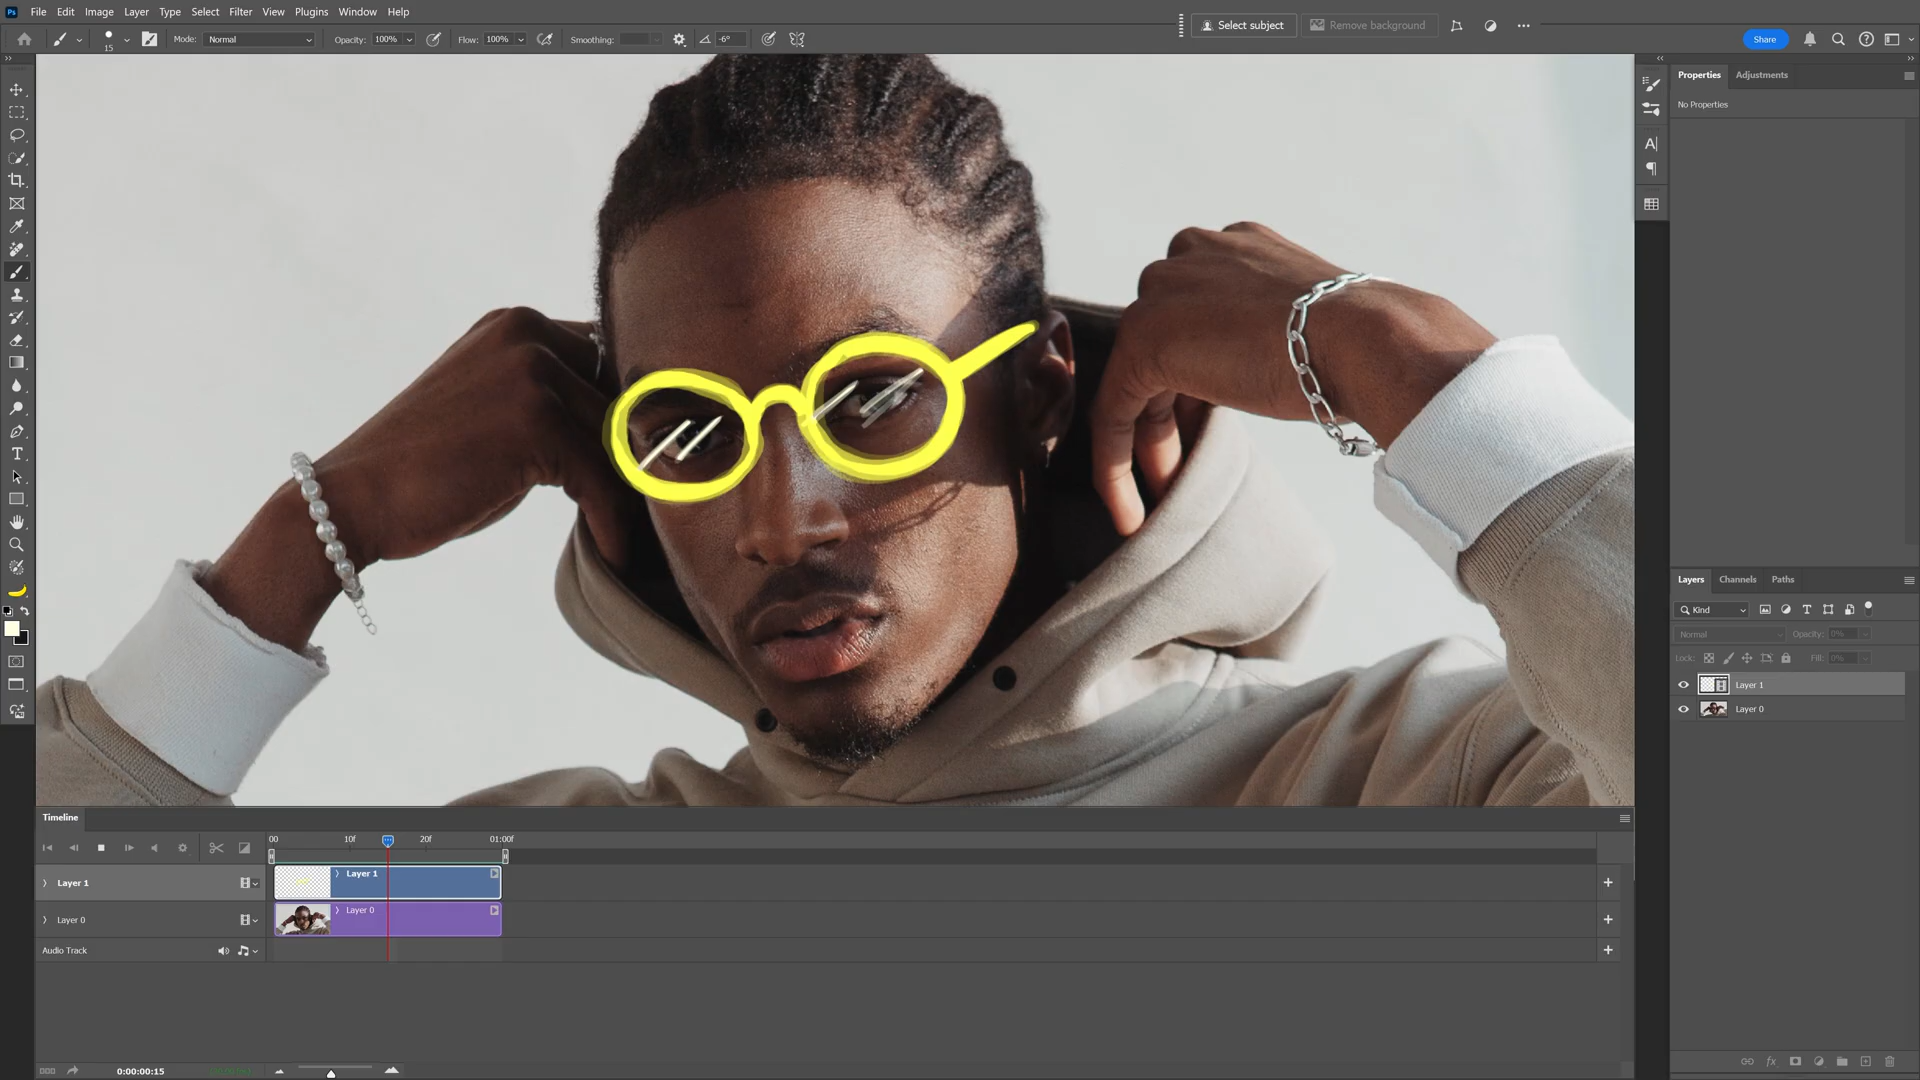 Ps File Edit Image Layer Type Select Filter View Plugins Window Help
Select subject Remove background
15 Mode: Normal Opacity: 100% Flow: 100% Smoothing: -6° Share
Properties Adjustments
No Properties
Timeline
00 10f 20f 01:00f
Layer 1 Layer 1
Layer 0 Layer 0
Audio Track
0:00:00:15
Layers Channels Paths
Kind
Normal Opacity: 0%
Lock: Fill: 0%
Layer 1
Layer 0
fx